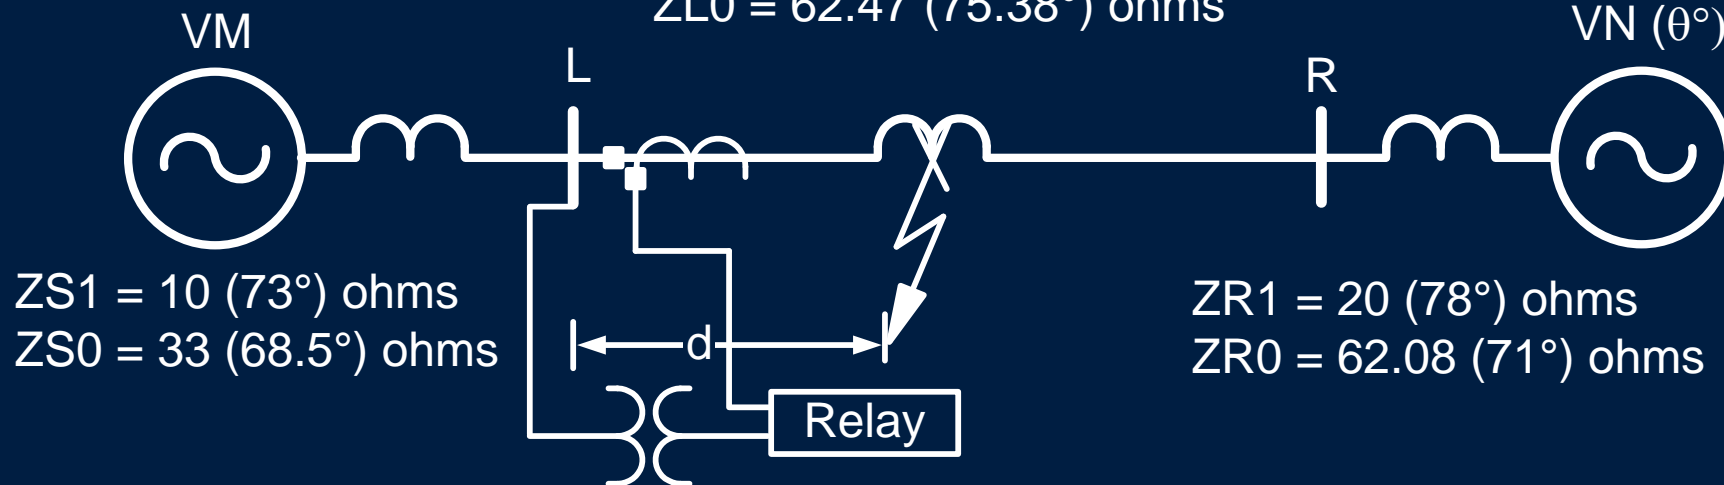 ZL0 = 62.47 (75.38°) ohms
VM
VN (θ°)
L
R
ZS1 = 10 (73°) ohms
ZS0 = 33 (68.5°) ohms
ZR1 = 20 (78°) ohms
ZR0 = 62.08 (71°) ohms
d
Relay